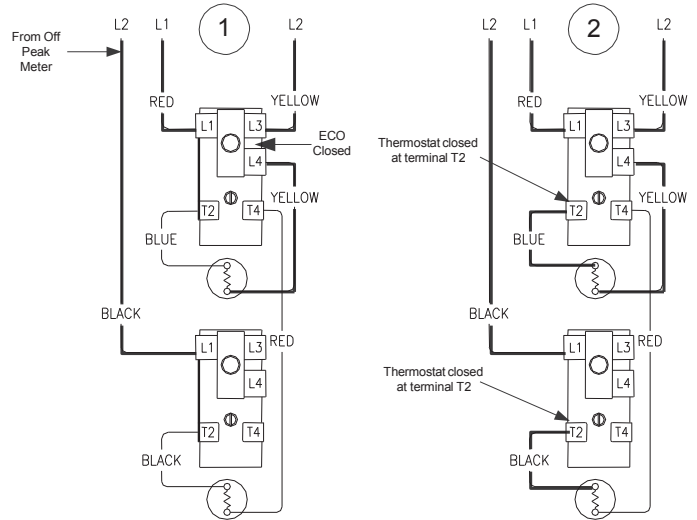 L2
L1
1
L2
From Off
Peak
Meter
RED
YELLOW
L1
L3
ECO
Closed
L4
YELLOW
T2
T4
BLUE
BLACK
L1
L3
RED
L4
T2
T4
BLACK
L2
L1
2
L2
RED
YELLOW
L1
L3
Thermostat closed
at terminal T2
L4
YELLOW
T2
T4
BLUE
BLACK
L1
L3
RED
Thermostat closed
at terminal T2
L4
T2
T4
BLACK